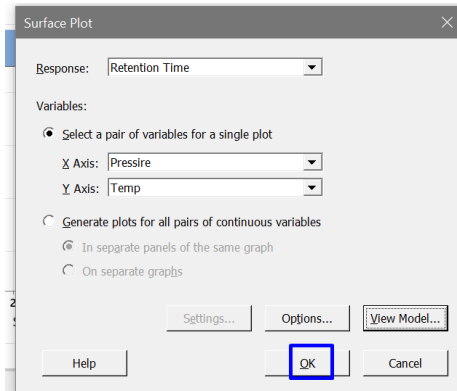 Surface Plot
Response: Retention Time
Variables:
Select a pair of variables for a single plot
X Axis: Pressire
Y Axis: Temp
Generate plots for all pairs of continuous variables
In separate panels of the same graph
On separate graphs
2
Settings... Options... View Model...
Help OK Cancel